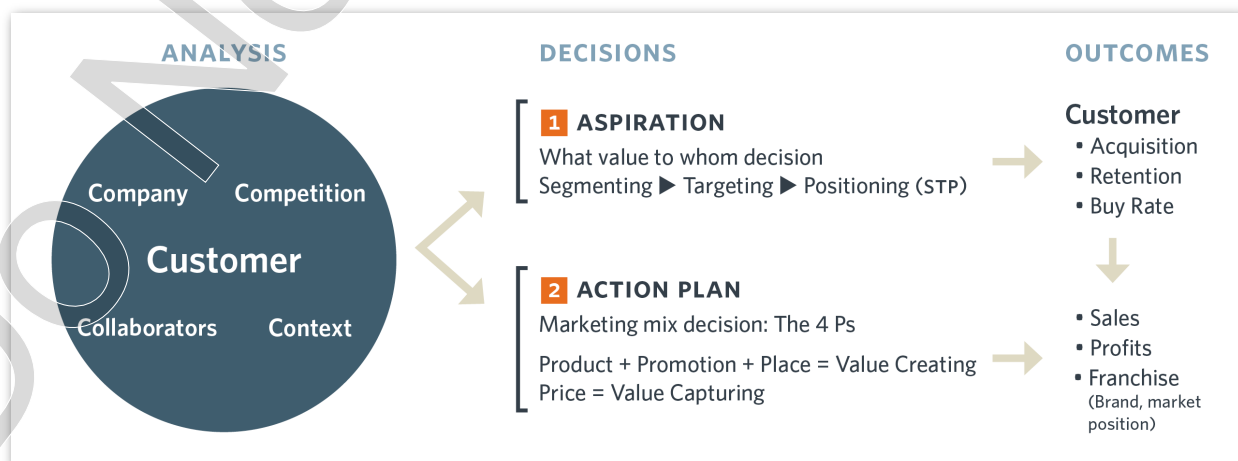 ANALYSIS
Company Competition
Customer
Collaborators Context
DECISIONS
1 ASPIRATION
What value to whom decision
Segmenting ▶ Targeting ▶ Positioning (STP)
2 ACTION PLAN
Marketing mix decision: The 4 Ps
Product + Promotion + Place = Value Creating
Price = Value Capturing
OUTCOMES
Customer
• Acquisition
• Retention
• Buy Rate
• Sales
• Profits
• Franchise
(Brand, market
position)